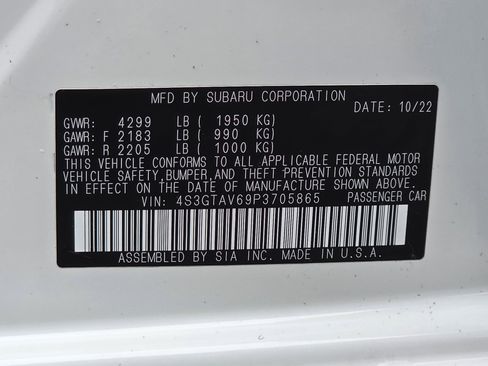 MFD BY SUBARU CORPORATION
DATE: 10/22
GVWR: 4299 LB ( 1950 KG)
GAWR: F 2183 LB ( 990 KG)
GAWR: R 2205 LB ( 1000 KG)
THIS VEHICLE CONFORMS TO ALL APPLICABLE FEDERAL MOTOR
VEHICLE SAFETY,BUMPER,AND THEFT PREVENTION STANDARDS
IN EFFECT ON THE DATE OF MANUFACTURE SHOWN ABOVE.
VIN: 4S3GTAV69P3705865 PASSENGER CAR
ASSEMBLED BY SIA INC. MADE IN U.S.A.